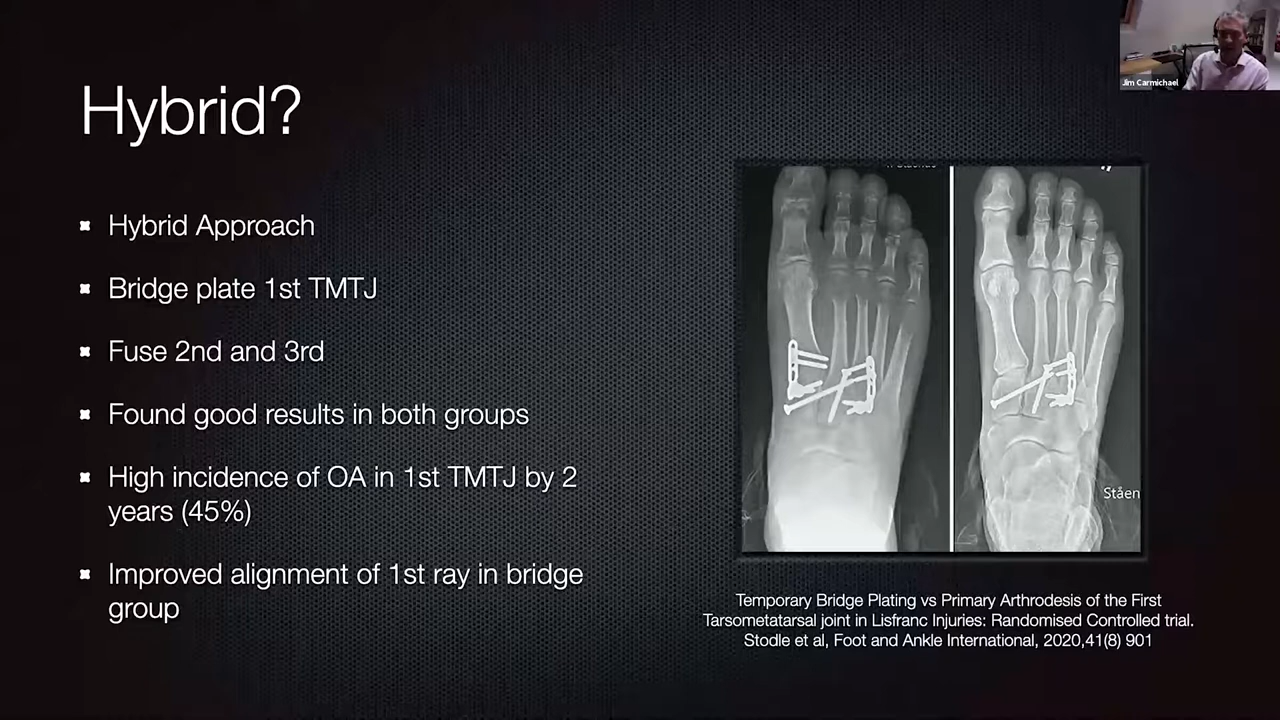 Jim Carmichael
Hybrid?
Hybrid Approach
Bridge plate 1st TMTJ
Fuse 2nd and 3rd
Found good results in both groups
High incidence of OA in 1st TMTJ by 2
years (45%)
Improved alignment of 1st ray in bridge
group
Ståen
Temporary Bridge Plating vs Primary Arthrodesis of the First
Tarsometatarsal joint in Lisfranc Injuries: Randomised Controlled trial.
Stodle et al, Foot and Ankle International, 2020,41(8) 901